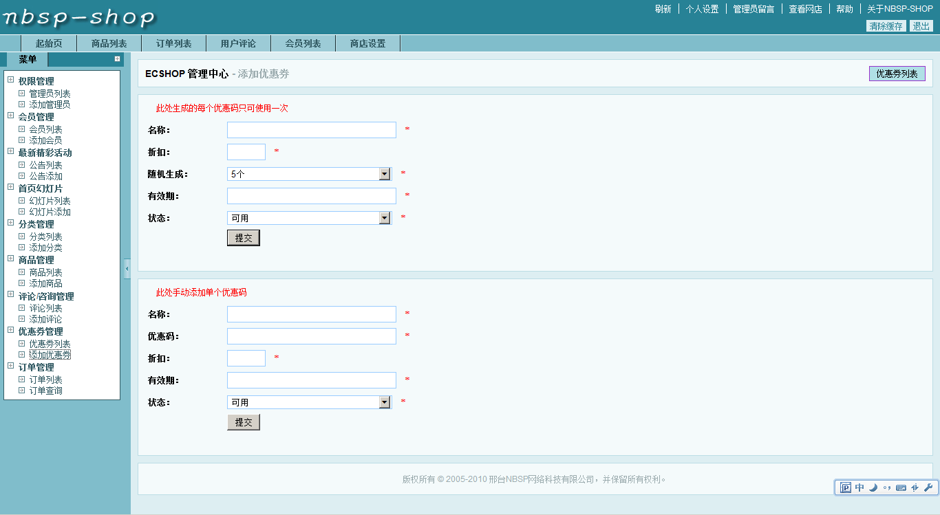 nbsp-shop
刷新 个人设置 管理员留言 查看网店 帮助 关于NBSP-SHOP
清除缓存 退出
起始页 商品列表 订单列表 用户评论 会员列表 商店设置
菜单
权限管理
管理员列表
添加管理员
会员管理
会员列表
添加会员
最新精彩活动
公告列表
公告添加
首页幻灯片
幻灯片列表
幻灯片添加
分类管理
分类列表
添加分类
商品管理
商品列表
添加商品
评论/咨询管理
评论列表
添加评论
优惠券管理
优惠券列表
添加优惠券
订单管理
订单列表
订单查询
ECSHOP 管理中心 - 添加优惠券
优惠券列表
此处生成的每个优惠码只可使用一次
名称: *
折扣: *
随机生成: 5个 *
有效期: *
状态: 可用 *
提交
此处手动添加单个优惠码
名称: *
优惠码: *
折扣: *
有效期: *
状态: 可用 *
提交
版权所有 © 2005-2010 邢台NBSP网络科技有限公司，并保留所有权利。
中